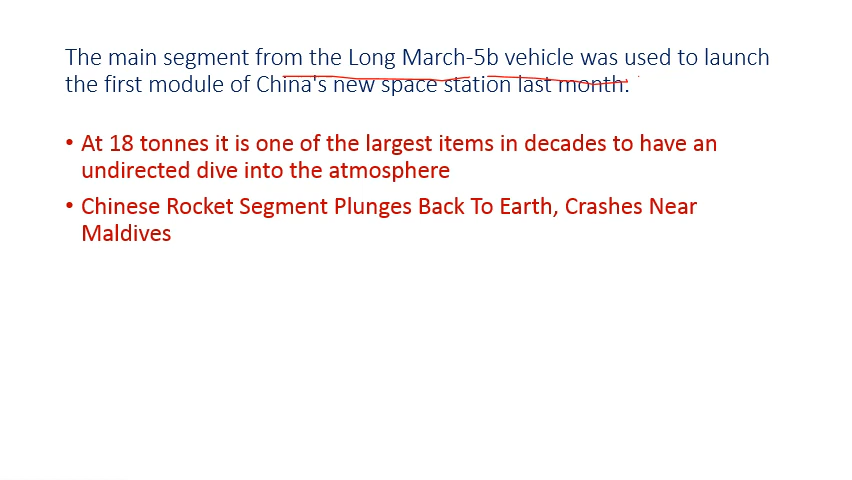 The main segment from the Long March-5b vehicle was used to launch
the first module of China's new space station last month.
• At 18 tonnes it is one of the largest items in decades to have an
undirected dive into the atmosphere
• Chinese Rocket Segment Plunges Back To Earth, Crashes Near
Maldives